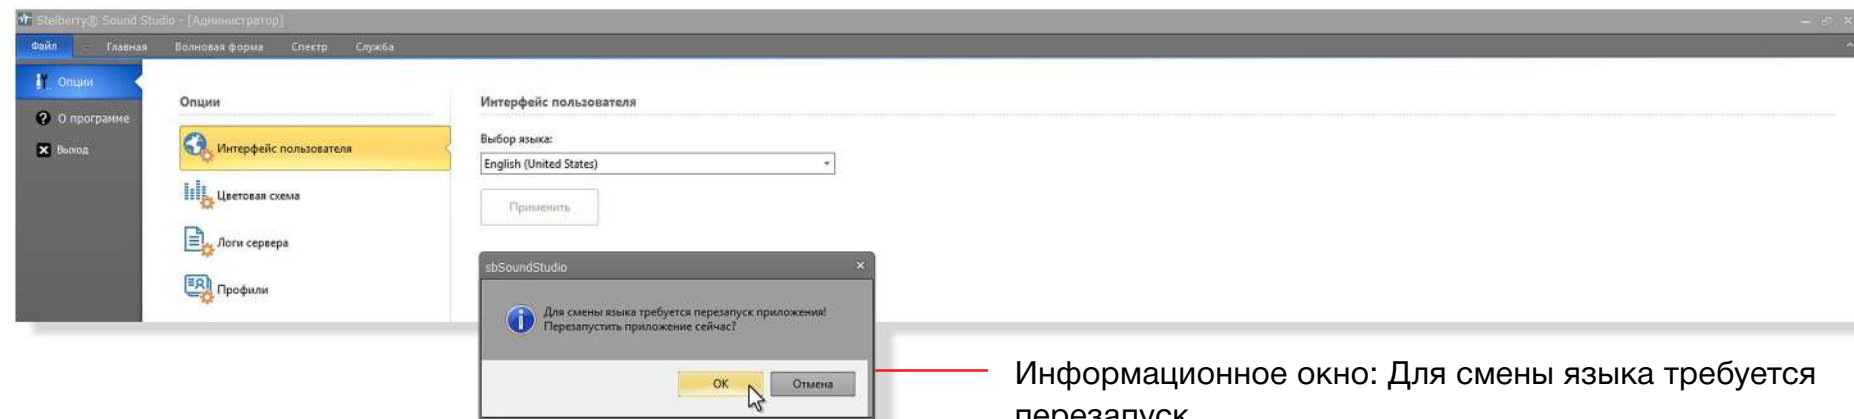 Stelberry® Sound Studio - [Администратор]
Файл Главная Волновая форма Спектр Служба
Опции
О программе
Выход
Опции
Интерфейс пользователя
Цветовая схема
Логи сервера
Профили
Интерфейс пользователя
Выбор языка:
English (United States)
Применить
sbSoundStudio
Для смены языка требуется перезапуск приложения!
Перезапустить приложение сейчас?
OK Отмена
Информационное окно: Для смены языка требуется
перезапуск